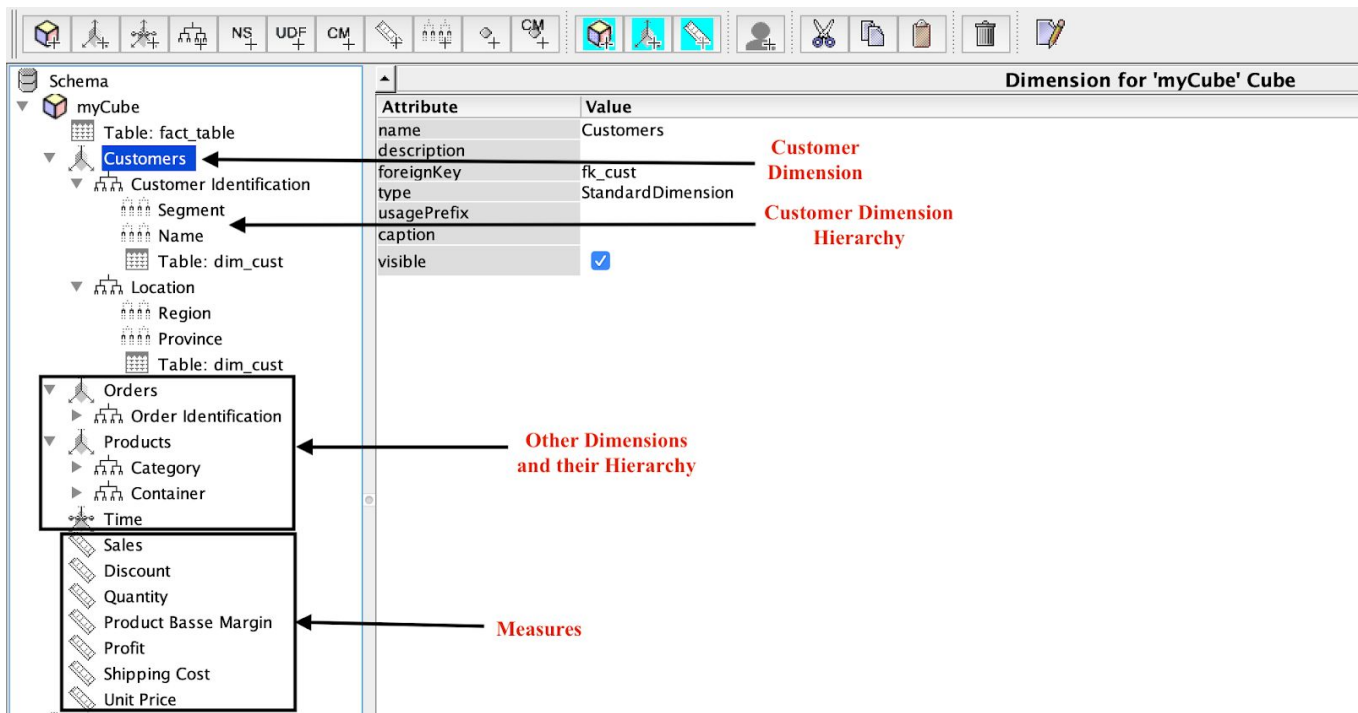 NS UDF CM CM
Schema
Dimension for 'myCube' Cube
myCube
Attribute Value
Table: fact_table
name Customers
Customers
description
Customer
Dimension
foreignKey fk_cust
Customer Identification
type StandardDimension
Segment
usagePrefix
Customer Dimension
Hierarchy
Name
caption
Table: dim_cust
visible
Location
Region
Province
Table: dim_cust
Orders
Order Identification
Products
Other Dimensions
and their Hierarchy
Category
Container
Time
Sales
Discount
Quantity
Product Basse Margin
Measures
Profit
Shipping Cost
Unit Price